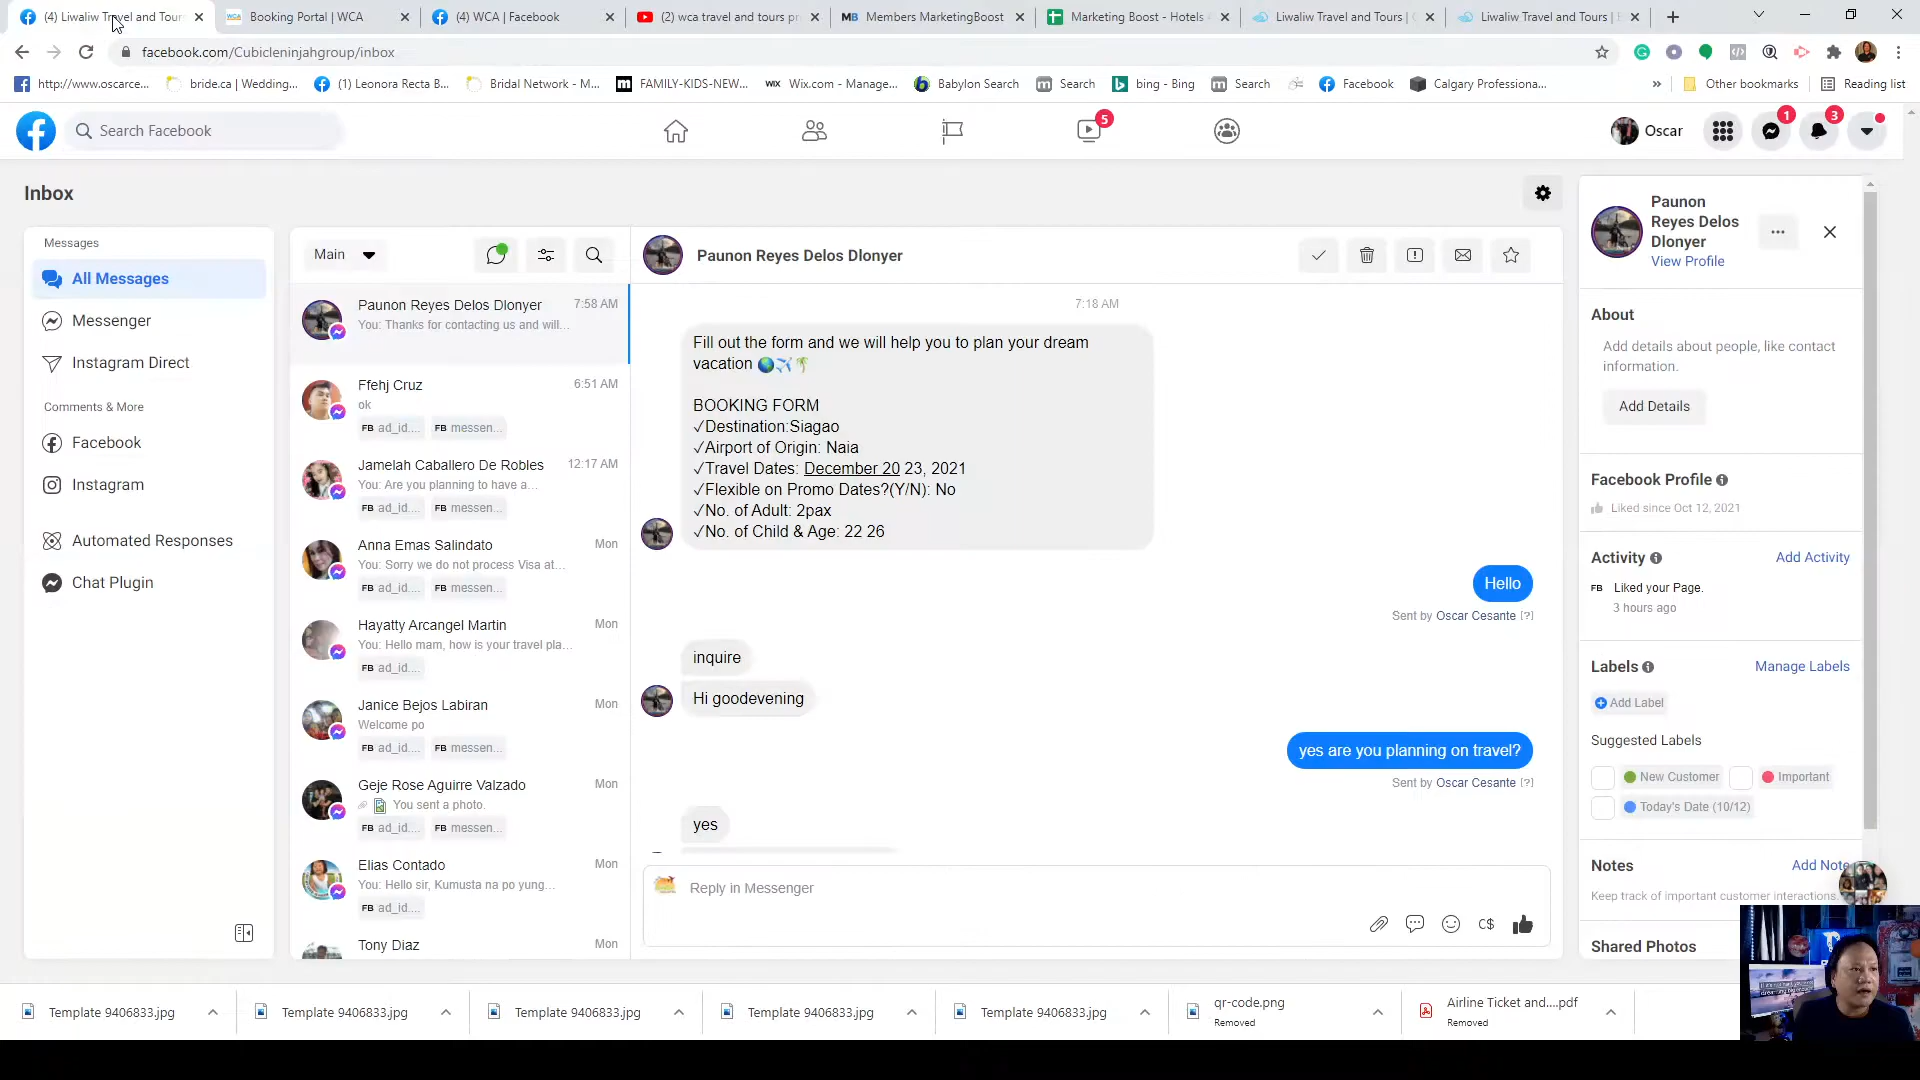 (4) Liwaliw Travel and Tour
Booking Portal | WCA
(4) WCA | Facebook
(2) wca travel and tours pr
Members MarketingBoost
Marketing Boost - Hotels
Liwaliw Travel and Tours |
Liwaliw Travel and Tours |
facebook.com/Cubicleninjahgroup/inbox
http://www.oscarce...
bride.ca | Wedding...
(1) Leonora Recta B...
Bridal Network - M...
FAMILY-KIDS-NEW...
WIX Wix.com - Manage...
Babylon Search
Search
bing - Bing
Search
Facebook
Calgary Professiona...
»
Other bookmarks
Reading list
Search Facebook
5
Oscar
1
3
Inbox
Messages
All Messages
Messenger
Instagram Direct
Comments & More
Facebook
Instagram
Automated Responses
Chat Plugin
Main
Paunon Reyes Delos Dlonyer 7:58 AM
You: Thanks for contacting us and will...
Ffehj Cruz 6:51 AM
ok
FB ad_id.... FB messen...
Jamelah Caballero De Robles 12:17 AM
You: Are you planning to have a...
FB ad_id.... FB messen...
Anna Emas Salindato Mon
You: Sorry we do not process Visa at...
FB ad_id.... FB messen...
Hayatty Arcangel Martin Mon
You: Hello mam, how is your travel pla...
FB ad_id....
Janice Bejos Labiran Mon
Welcome po
FB ad_id.... FB messen...
Geje Rose Aguirre Valzado Mon
You sent a photo.
FB ad_id.... FB messen...
Elias Contado Mon
You: Hello sir, Kumusta na po yung...
FB ad_id....
Tony Diaz Mon
Paunon Reyes Delos Dlonyer
7:18 AM
Fill out the form and we will help you to plan your dream
vacation 🌎✈️🌴
BOOKING FORM
✓Destination:Siagao
✓Airport of Origin: Naia
✓Travel Dates: December 20 23, 2021
✓Flexible on Promo Dates?(Y/N): No
✓No. of Adult: 2pax
✓No. of Child & Age: 22 26
Hello
Sent by Oscar Cesante [?]
inquire
Hi goodevening
yes are you planning on travel?
Sent by Oscar Cesante [?]
yes
Reply in Messenger
C$
Paunon
Reyes Delos
Dlonyer
View Profile
About
Add details about people, like contact
information.
Add Details
Facebook Profile
Liked since Oct 12, 2021
Activity Add Activity
FB Liked your Page.
3 hours ago
Labels Manage Labels
Add Label
Suggested Labels
New Customer Important
Today's Date (10/12)
Notes Add Note
Keep track of important customer interactions.
Shared Photos
Template 9406833.jpg
Template 9406833.jpg
Template 9406833.jpg
Template 9406833.jpg
Template 9406833.jpg
qr-code.png
Removed
Airline Ticket and....pdf
Removed